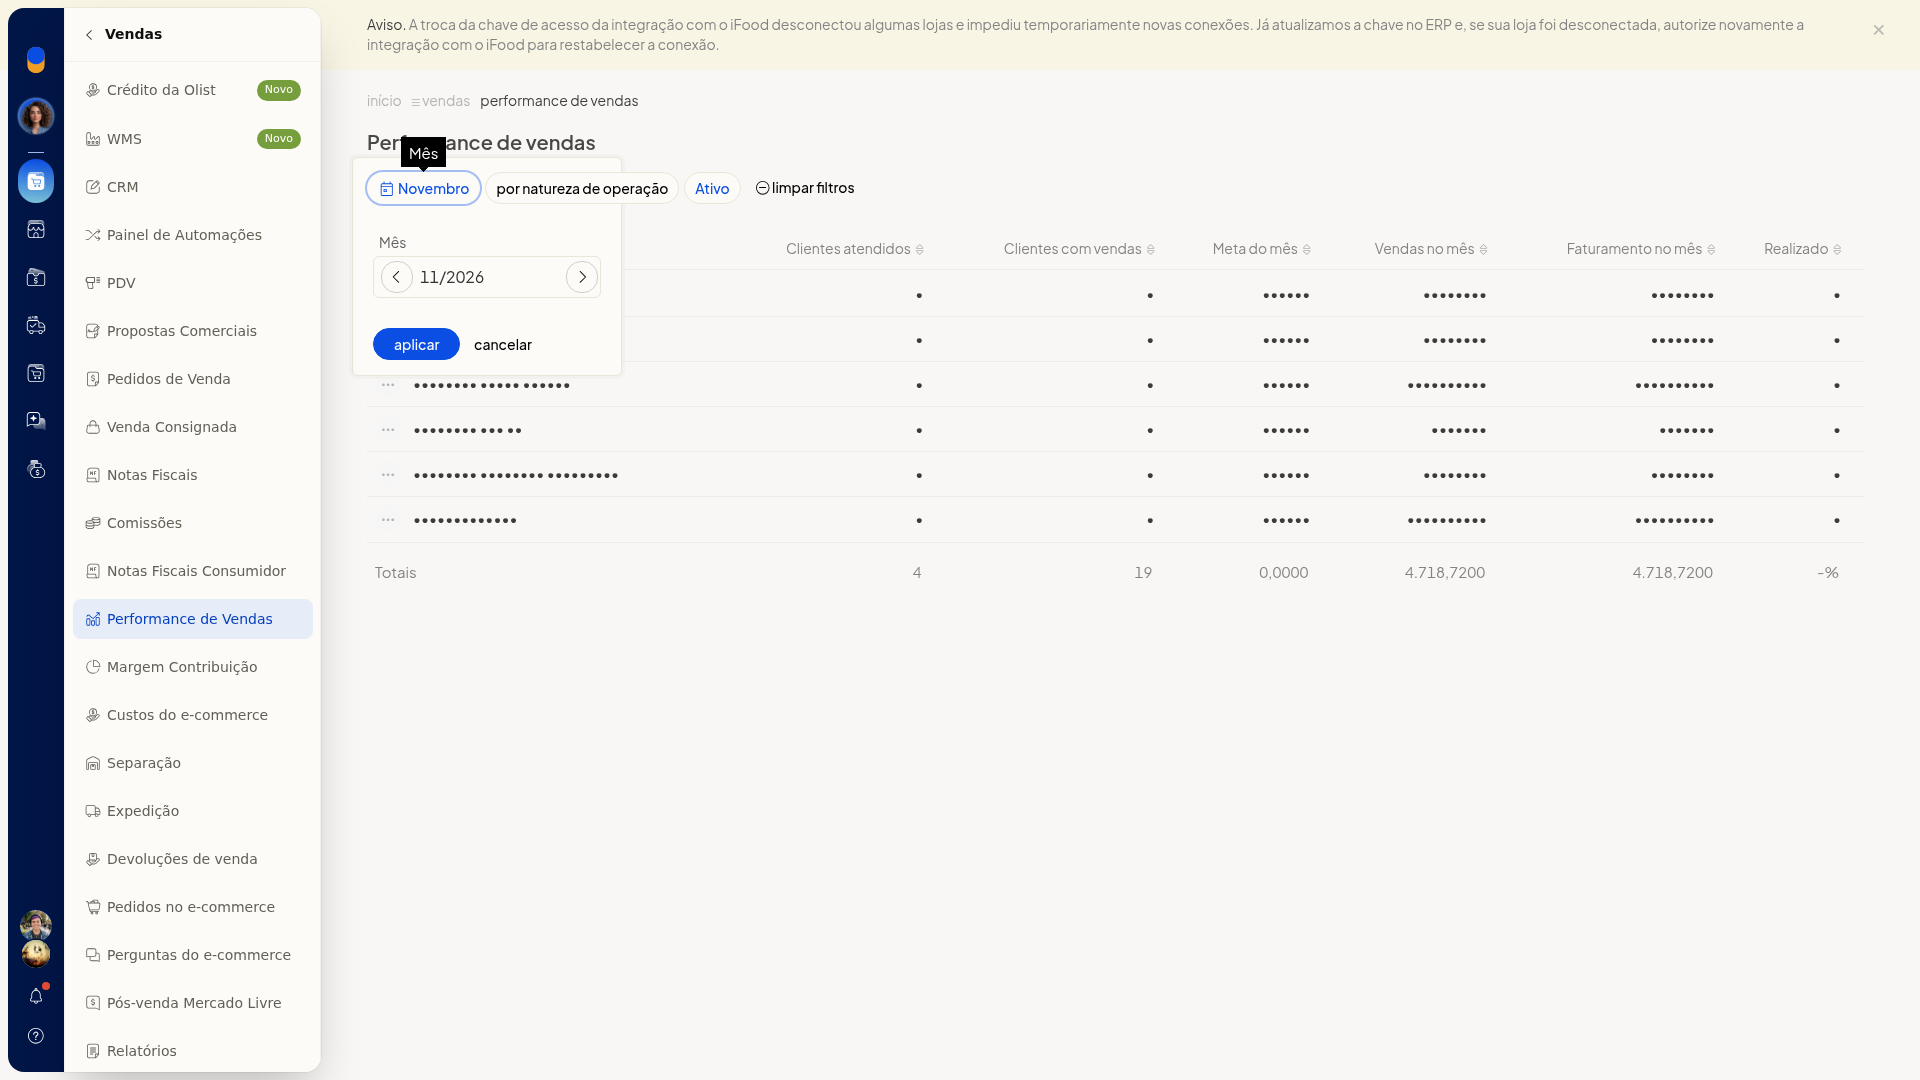 Vendas
Crédito da Olist
Novo
WMS
Novo
CRM
Painel de Automações
PDV
Propostas Comerciais
Pedidos de Venda
Venda Consignada
Notas Fiscais
Comissões
Notas Fiscais Consumidor
Performance de Vendas
Margem Contribuição
Custos do e-commerce
Separação
Expedição
Devoluções de venda
Pedidos no e-commerce
Perguntas do e-commerce
Pós-venda Mercado Livre
Relatórios
Aviso. A troca da chave de acesso da integração com o iFood desconectou algumas lojas e impediu temporariamente novas conexões. Já atualizamos a chave no ERP e, se sua loja foi desconectada, autorize novamente a
integração com o iFood para restabelecer a conexão.
início vendas performance de vendas
Performance de vendas
Mês
Novembro por natureza de operação Ativo limpar filtros
Mês
11/2026
aplicar cancelar
Clientes atendidos Clientes com vendas Meta do mês Vendas no mês Faturamento no mês Realizado
Totais 4 19 0,0000 4.718,7200 4.718,7200 -%